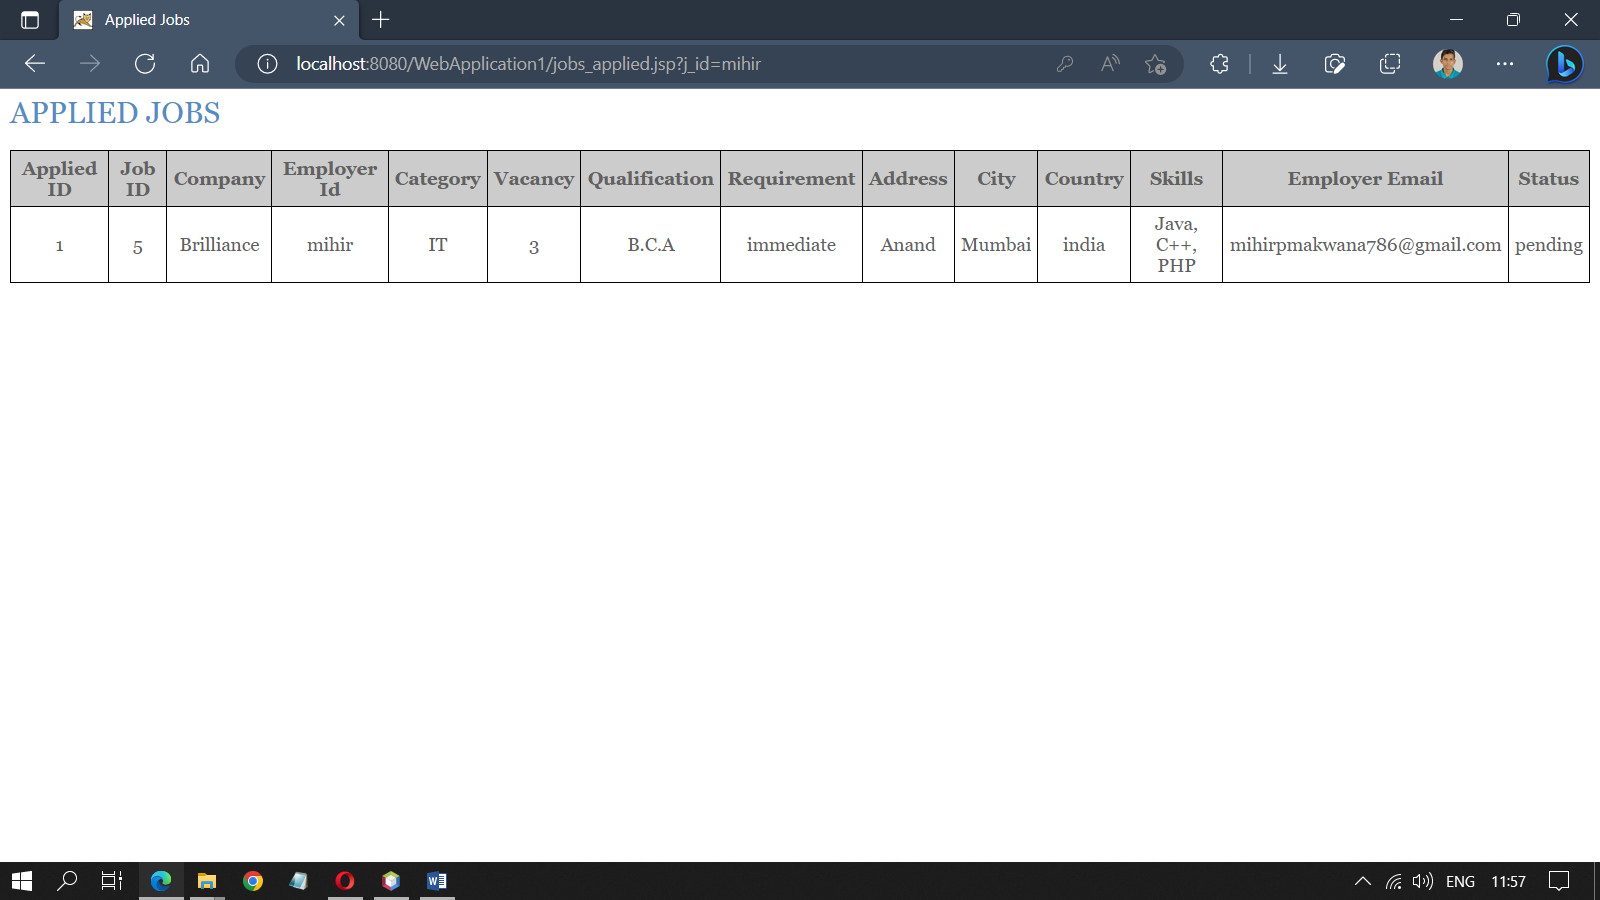 Applied Jobs
localhost:8080/WebApplication1/jobs_applied.jsp?j_id=mihir
APPLIED JOBS
Applied ID Job ID Company Employer Id Category Vacancy Qualification Requirement Address City Country Skills Employer Email Status
1 5 Brilliance mihir IT 3 B.C.A immediate Anand Mumbai india Java, C++, PHP mihirpmakwana786@gmail.com pending
ENG 11:57